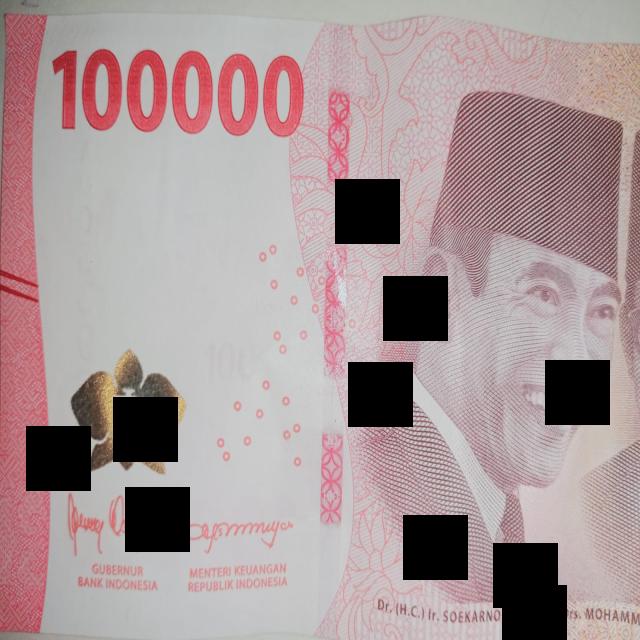 100000
GUBERNUR
BANK INDONESIA
MENTERI KEUANGAN
REPUBLIK INDONESIA
Dr. (H.C.) Ir. SOEKARNO